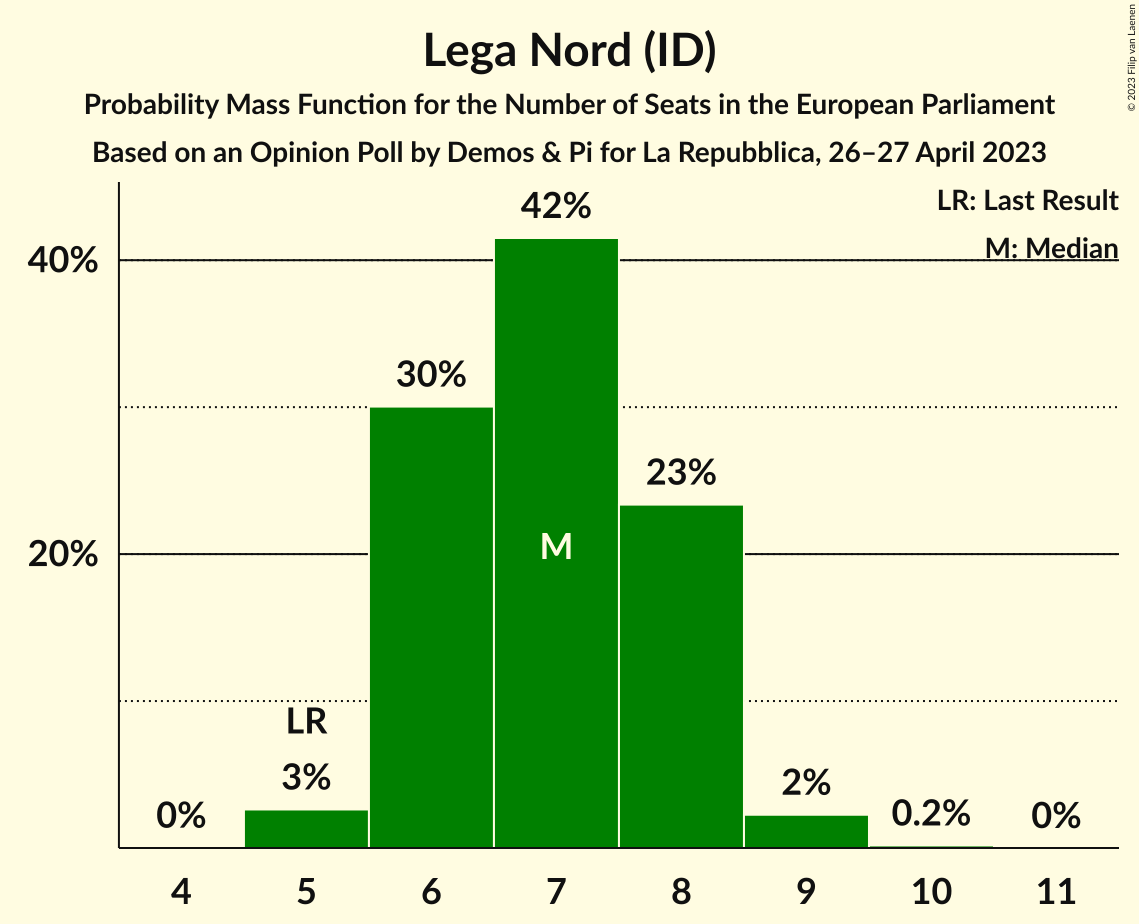 Lega Nord (ID)
Probability Mass Function for the Number of Seats in the European Parliament
Based on an Opinion Poll by Demos & Pi for La Repubblica, 26–27 April 2023
© 2023 Filip van Laenen
LR: Last Result
M: Median
40%
20%
0%
LR
3%
30%
42%
M
23%
2%
0.2%
0%
4 5 6 7 8 9 10 11